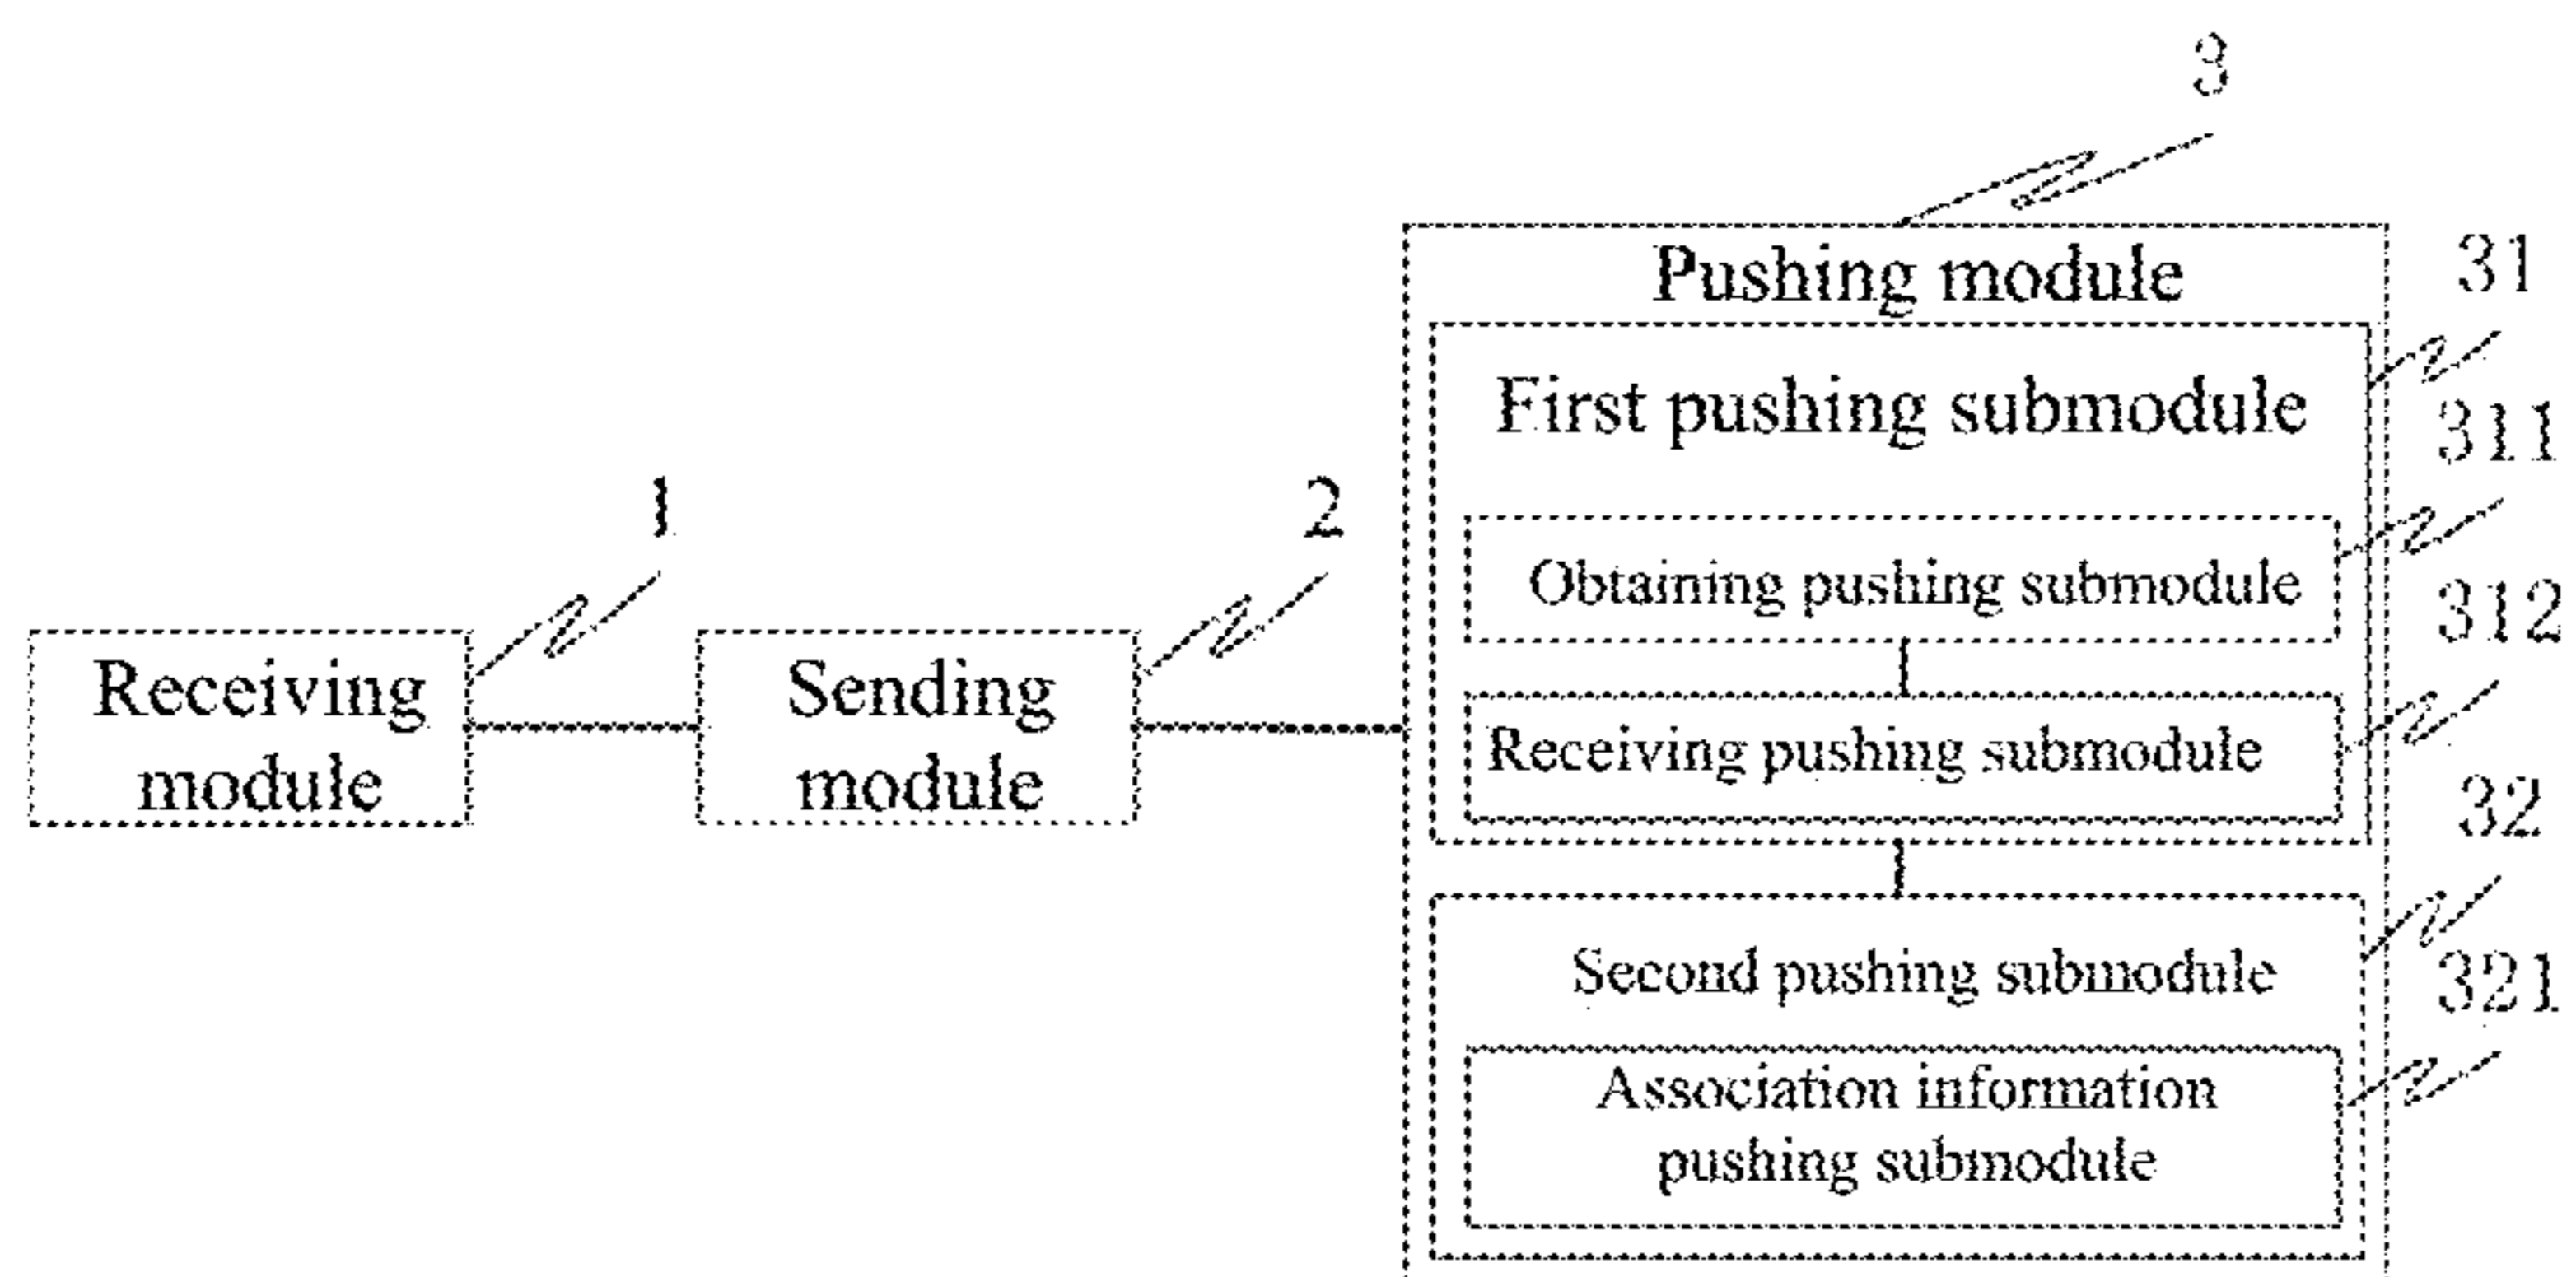 3
Pushing module
31
First pushing submodule
311
1
2
Obtaining pushing submodule
312
Receiving
module
Sending
module
Receiving pushing submodule
32
Second pushing submodule
321
Association information
pushing submodule